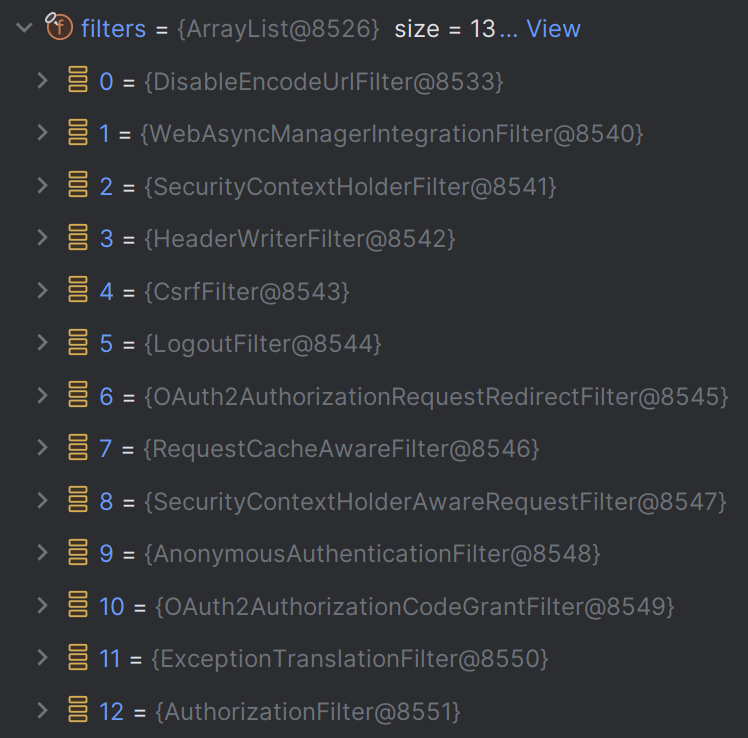 filters = {ArrayList@8526} size = 13... View
0 = {DisableEncodeUrlFilter@8533}
1 = {WebAsyncManagerIntegrationFilter@8540}
2 = {SecurityContextHolderFilter@8541}
3 = {HeaderWriterFilter@8542}
4 = {CsrfFilter@8543}
5 = {LogoutFilter@8544}
6 = {OAuth2AuthorizationRequestRedirectFilter@8545}
7 = {RequestCacheAwareFilter@8546}
8 = {SecurityContextHolderAwareRequestFilter@8547}
9 = {AnonymousAuthenticationFilter@8548}
10 = {OAuth2AuthorizationCodeGrantFilter@8549}
11 = {ExceptionTranslationFilter@8550}
12 = {AuthorizationFilter@8551}